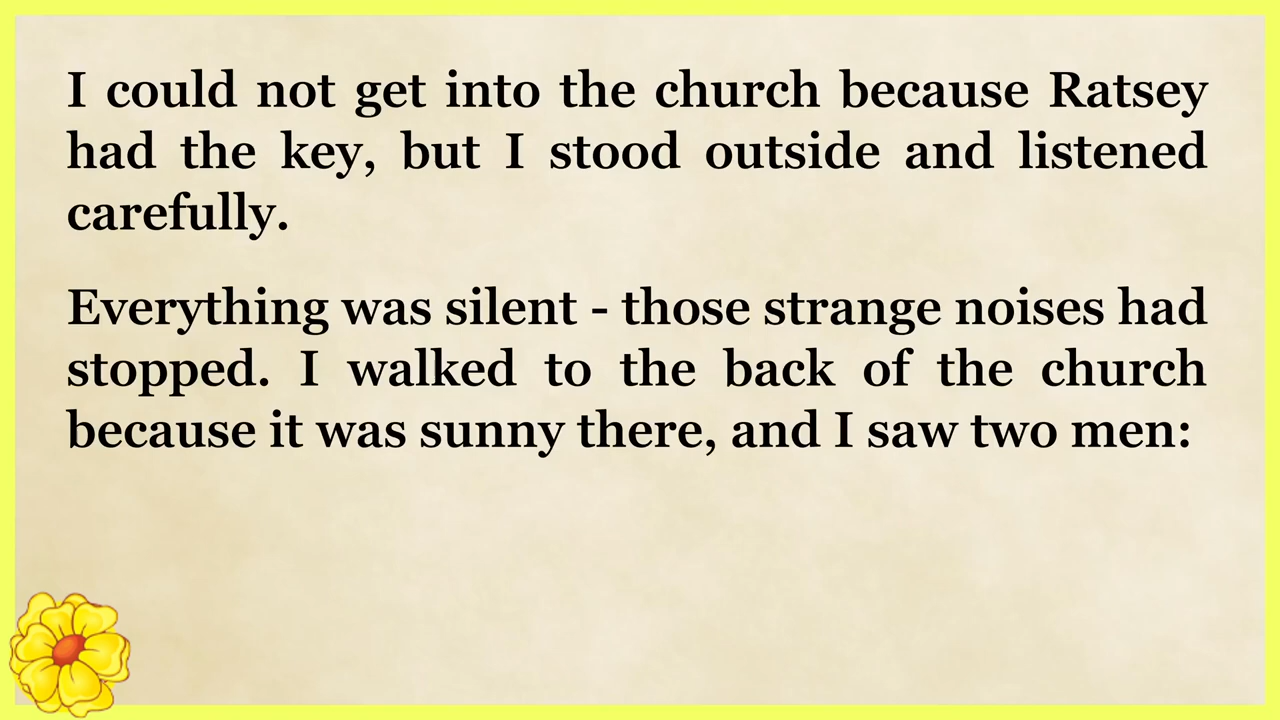 I could not get into the church because Ratsey
had the key, but I stood outside and listened
carefully.
Everything was silent - those strange noises had
stopped. I walked to the back of the church
because it was sunny there, and I saw two men: